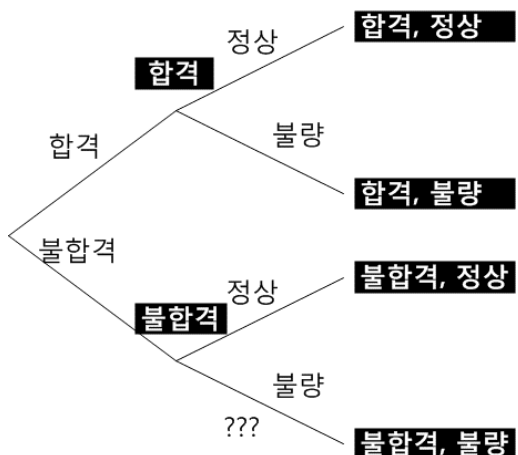 정상
합격, 정상
합격
합격
불량
합격, 불량
불합격
정상
불합격, 정상
불합격
불량
???
불합격, 불량